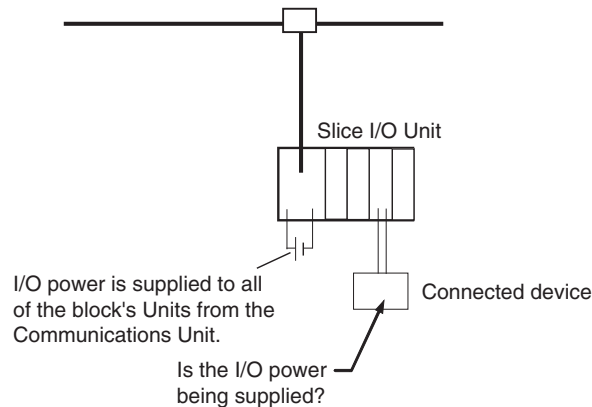 Slice I/O Unit
I/O power is supplied to all
of the block's Units from the
Communications Unit.
Connected device
Is the I/O power
being supplied?